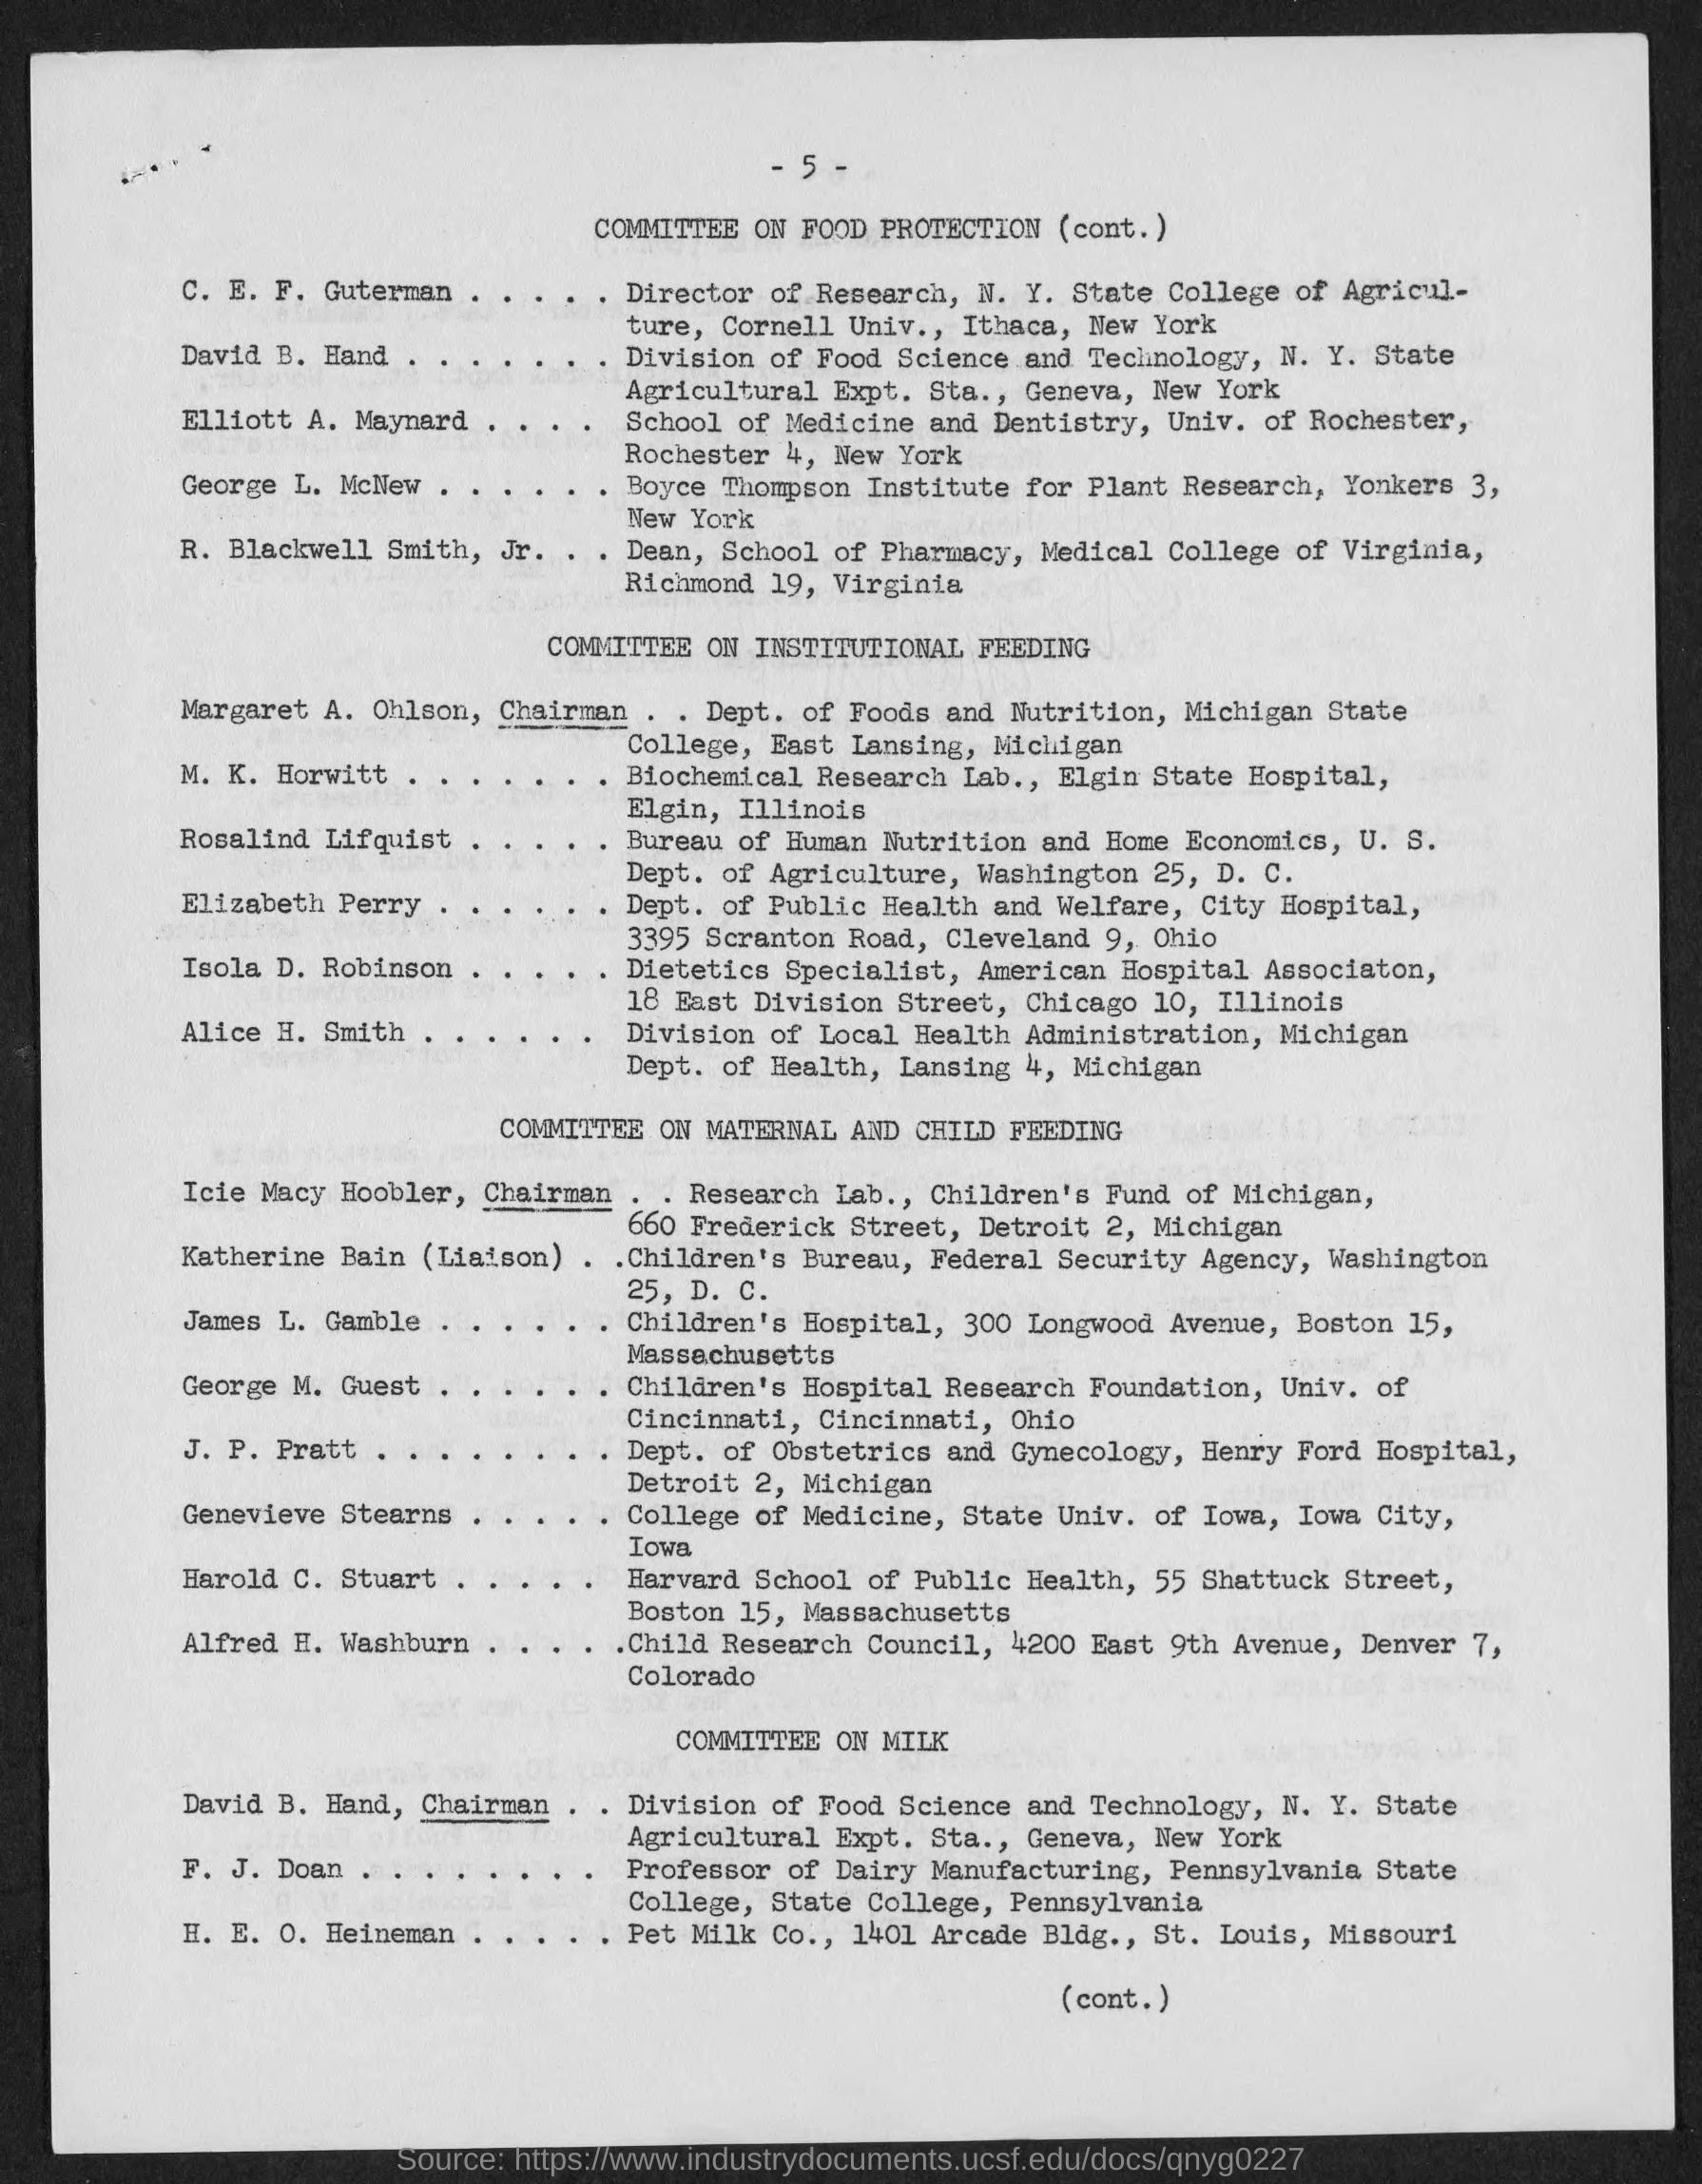 - 5 -
COMMITTEE ON FOOD PROTECTION (cont.)
C. E. F. Guterman . . . . . Director of Research, N. Y. State College of Agricul-
ture, Cornell Univ., Ithaca, New York
David B. Hand . . . . . . . Division of Food Science and Technology, N. Y. State
Agricultural Expt. Sta., Geneva, New York
Elliott A. Maynard . . . . School of Medicine and Dentistry, Univ. of Rochester,
Rochester 4, New York
George L. McNew . . . . . . Boyce Thompson Institute for Plant Research, Yonkers 3,
New York
R. Blackwell Smith, Jr. . . Dean, School of Pharmacy, Medical College of Virginia,
Richmond 19, Virginia
COMMITTEE ON INSTITUTIONAL FEEDING
Margaret A. Ohlson, Chairman . . Dept. of Foods and Nutrition, Michigan State
College, East Lansing, Michigan
M. K. Horwitt . . . . . . . Biochemical Research Lab., Elgin State Hospital,
Elgin, Illinois
Rosalind Lifquist . . . . . Bureau of Human Nutrition and Home Economics, U. S.
Dept. of Agriculture, Washington 25, D. C.
Elizabeth Perry . . . . . . Dept. of Public Health and Welfare, City Hospital,
3395 Scranton Road, Cleveland 9, Ohio
Isola D. Robinson . . . . . Dietetics Specialist, American Hospital Associaton,
18 East Division Street, Chicago 10, Illinois
Alice H. Smith . . . . . . Division of Local Health Administration, Michigan
Dept. of Health, Lansing 4, Michigan
COMMITTEE ON MATERNAL AND CHILD FEEDING
Icie Macy Hoobler, Chairman . . Research Lab., Children's Fund of Michigan,
660 Frederick Street, Detroit 2, Michigan
Katherine Bain (Liaison) . .Children's Bureau, Federal Security Agency, Washington
25, D. C.
James L. Gamble . . . . . . Children's Hospital, 300 Longwood Avenue, Boston 15,
Massachusetts
George M. Guest . . . . . . Children's Hospital Research Foundation, Univ. of
Cincinnati, Cincinnati, Ohio
J. P. Pratt . . . . . . . . Dept. of Obstetrics and Gynecology, Henry Ford Hospital,
Detroit 2, Michigan
Genevieve Stearns . . . . . College of Medicine, State Univ. of Iowa, Iowa City,
Iowa
Harold C. Stuart . . . . . Harvard School of Public Health, 55 Shattuck Street,
Boston 15, Massachusetts
Alfred H. Washburn . . . . .Child Research Council, 4200 East 9th Avenue, Denver 7,
Colorado
COMMITTEE ON MILK
David B. Hand, Chairman . . Division of Food Science and Technology, N. Y. State
Agricultural Expt. Sta., Geneva, New York
F. J. Doan . . . . . . . . Professor of Dairy Manufacturing, Pennsylvania State
College, State College, Pennsylvania
H. E. O. Heineman . . . . . Pet Milk Co., 1401 Arcade Bldg., St. Louis, Missouri
(cont.)
Source: https://www.industrydocuments.ucsf.edu/docs/qnyg0227